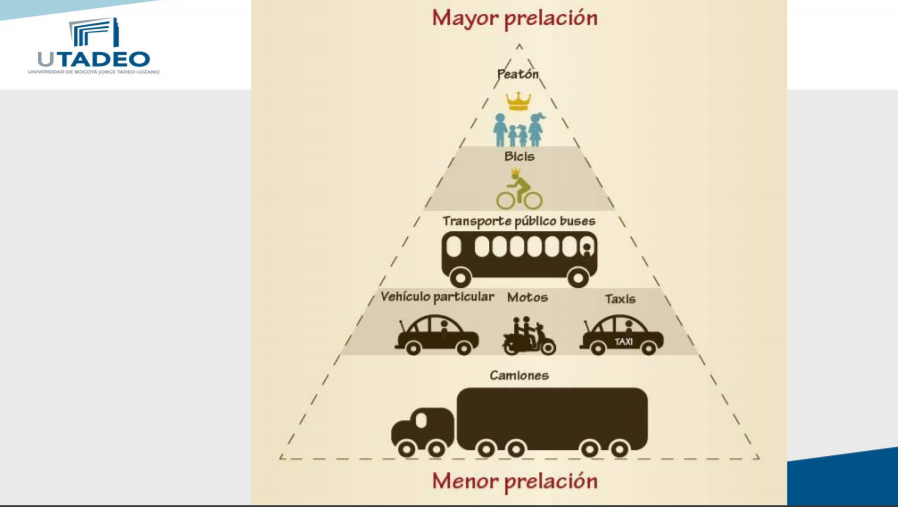 UTADEO
UNIVERSIDAD DE BOGOTÁ JORGE TADEO LOZANO
Mayor prelación
Peatón
Bicis
Transporte público buses
Vehículo particular Motos Taxis
TAXI
Camiones
Menor prelación